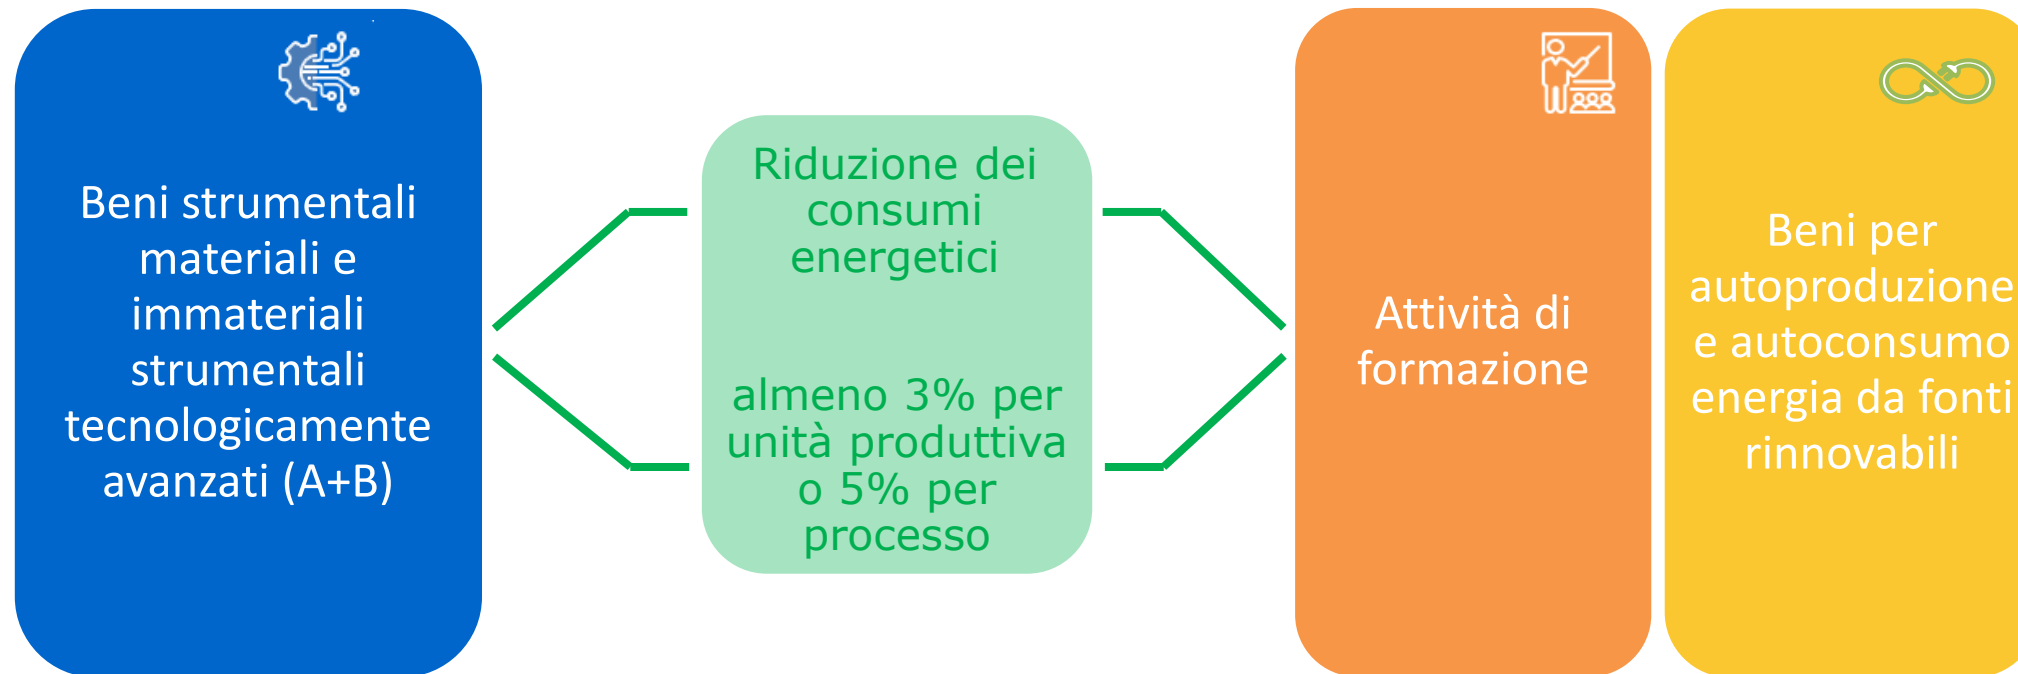 Beni strumentali
materiali e
immateriali
strumentali
tecnologicamente
avanzati (A+B)
Riduzione dei
consumi
energetici
almeno 3% per
unità produttiva
o 5% per
processo
Attività di
formazione
Beni per
autoproduzione
e autoconsumo
energia da fonti
rinnovabili